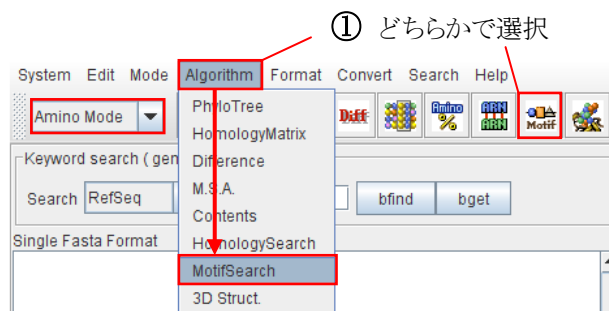 ① どちらかで選択
System Edit Mode Algorithm Format Convert Search Help
Amino Mode
Diff
Amino %
ARN ARN
Motif
PhyloTree
HomologyMatrix
Difference
M.S.A.
Contents
HomologySearch
MotifSearch
3D Struct.
Keyword search ( gen
Search RefSeq bfind bget
Single Fasta Format